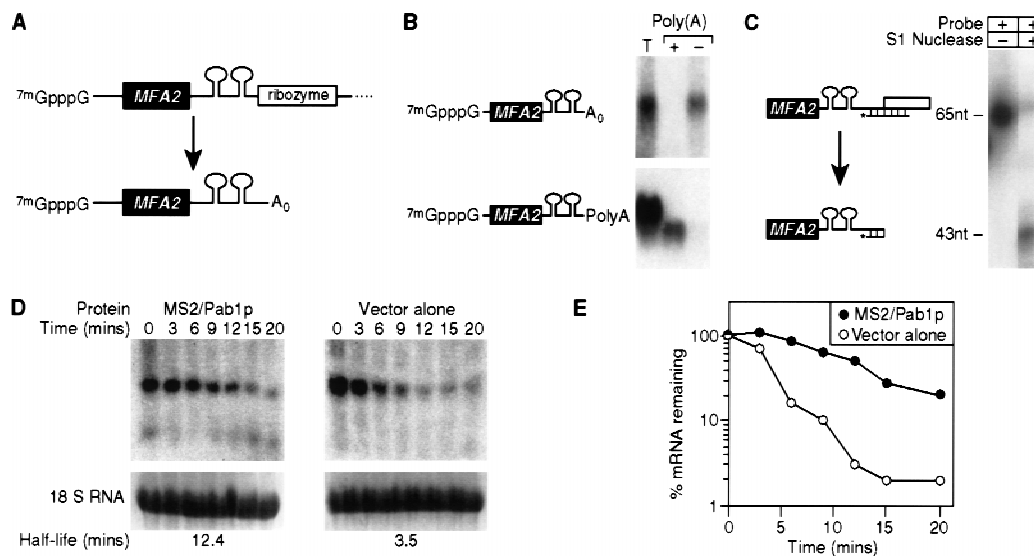 A
7mGpppG MFA2 ribozyme
7mGpppG MFA2 A0
B
Poly(A)
T + −
7mGpppG MFA2 A0
7mGpppG MFA2 PolyA
C
Probe + +
S1 Nuclease − +
MFA2 * 65nt −
MFA2 * 43nt −
D
Protein MS2/Pab1p Vector alone
Time (mins) 0 3 6 9 12 15 20 0 3 6 9 12 15 20
18 S RNA
Half-life (mins) 12.4 3.5
E
MS2/Pab1p
Vector alone
% mRNA remaining
100
10
1
0 5 10 15 20
Time (mins)